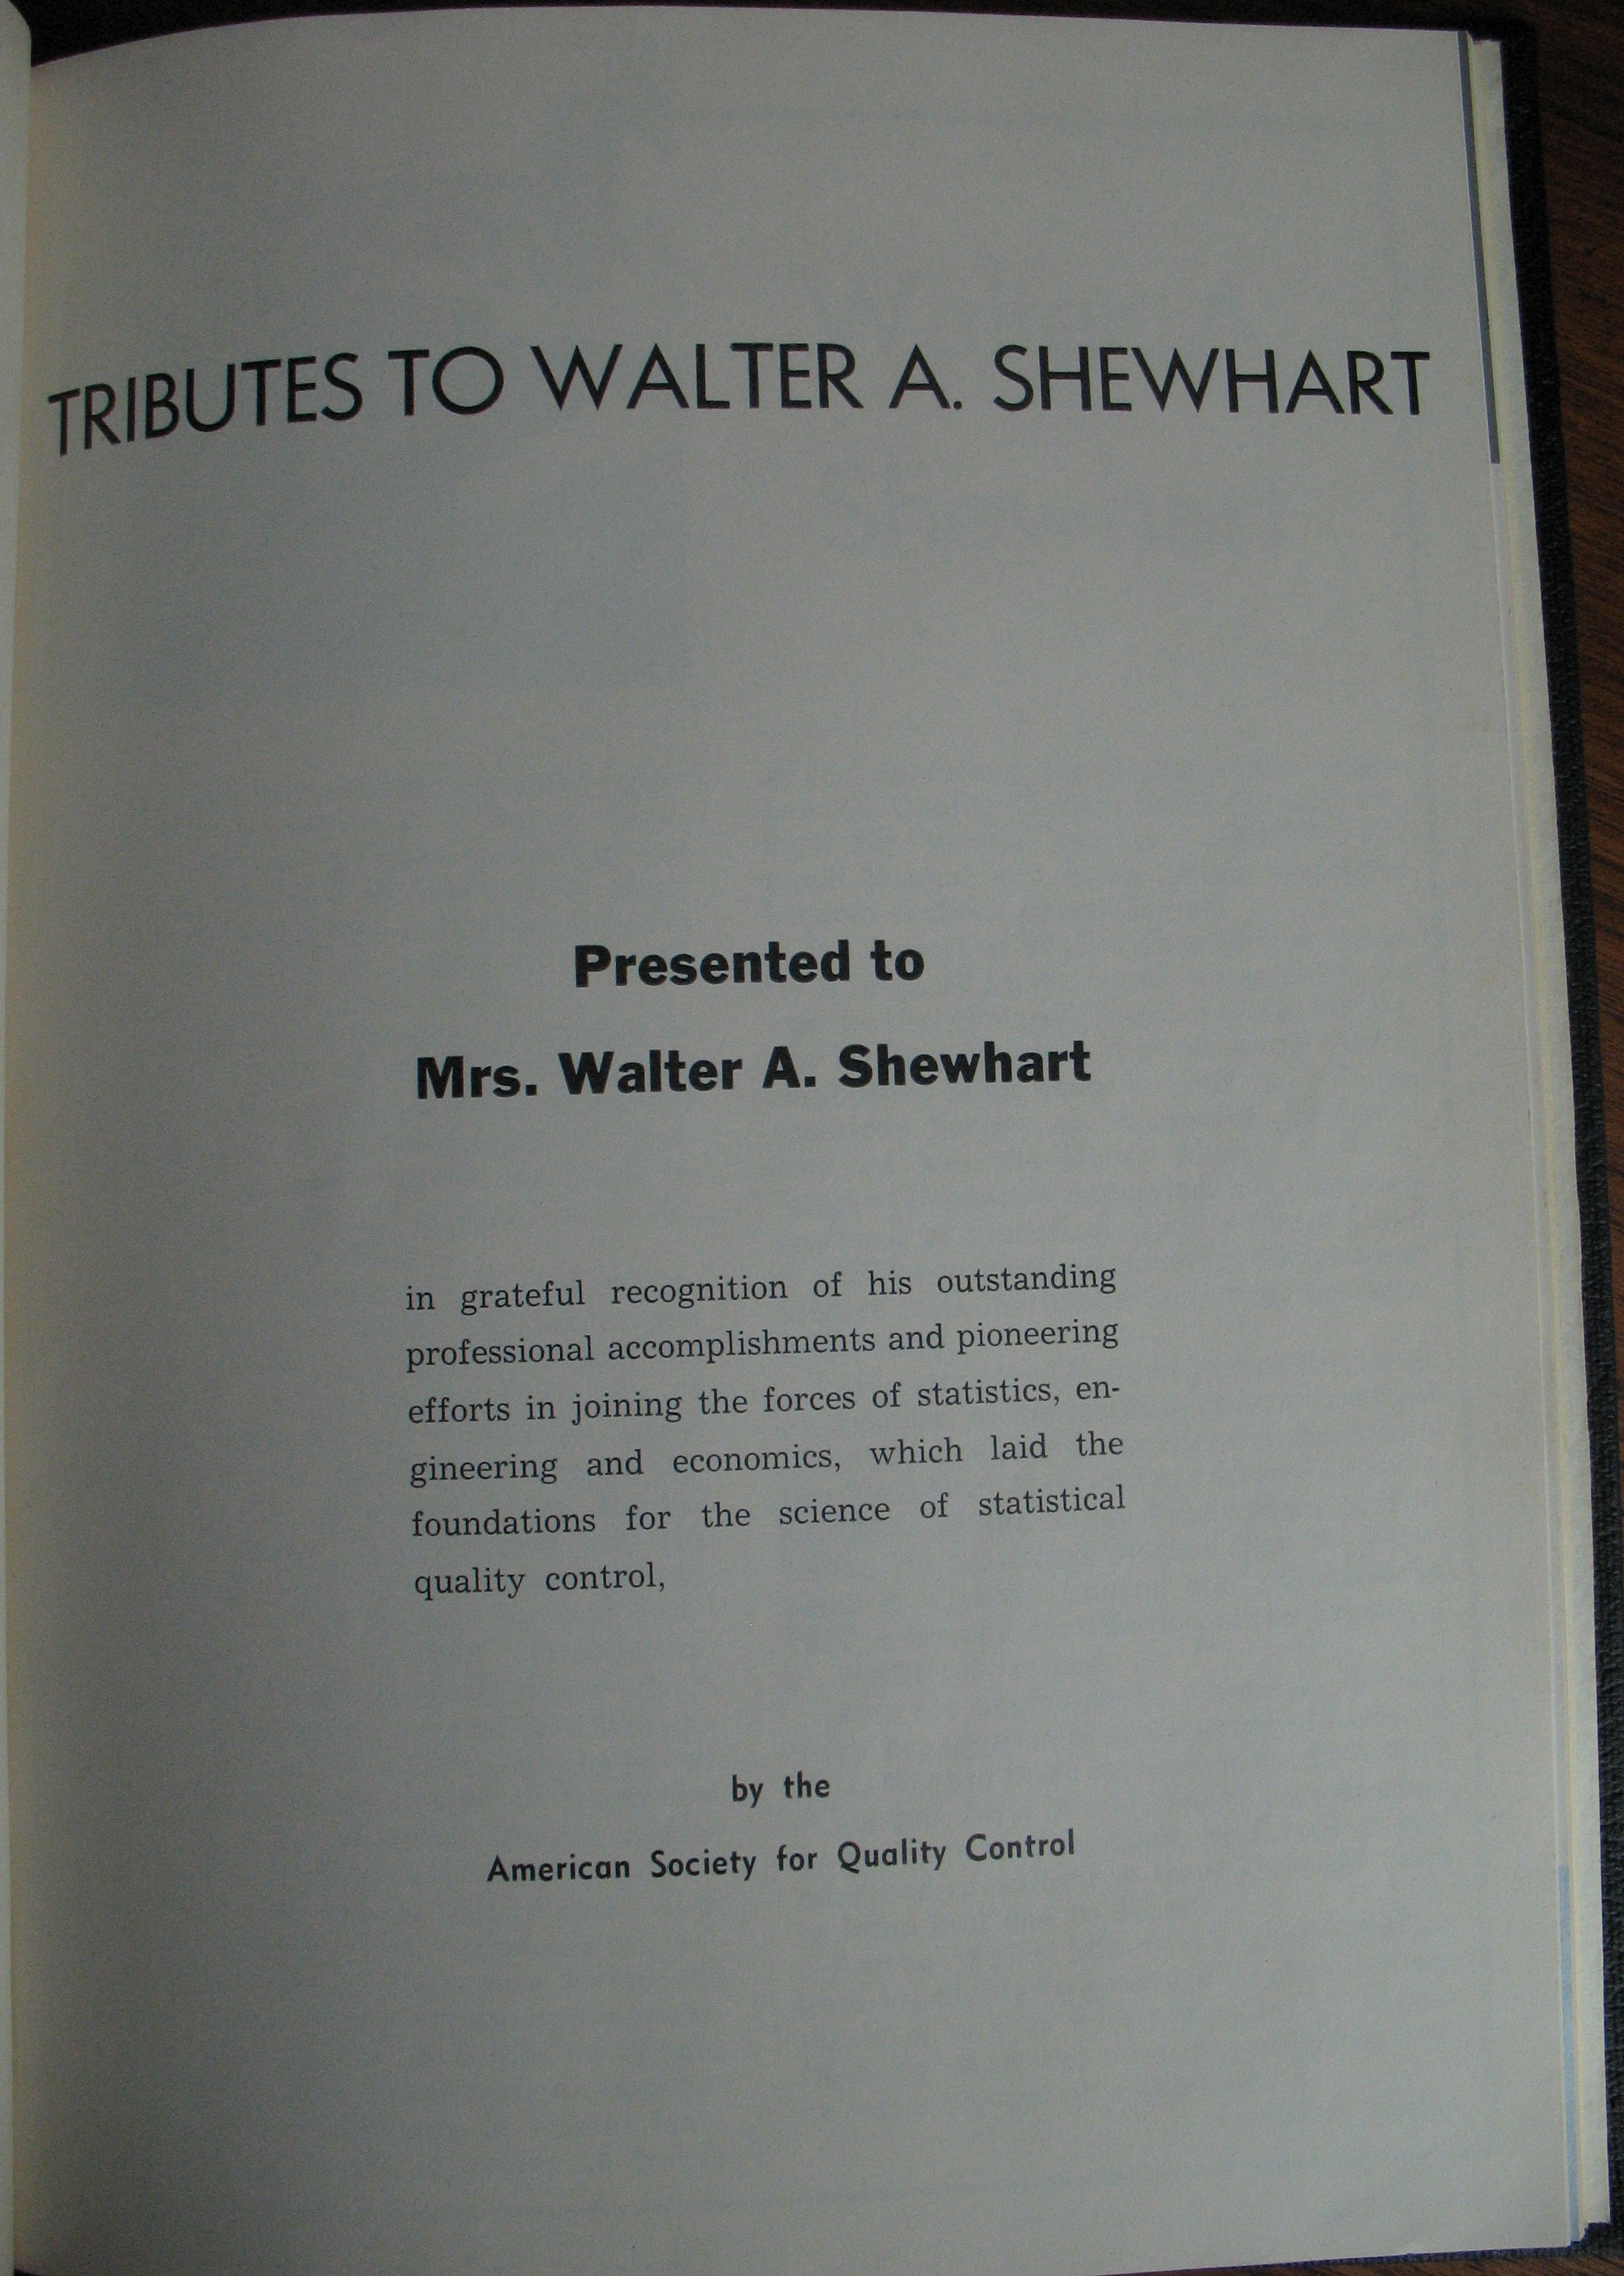 TRIBUTES TO WALTER A. SHEWHART
Presented to
Mrs. Walter A. Shewhart
in grateful recognition of his outstanding
professional accomplishments and pioneering
efforts in joining the forces of statistics, en-
gineering and economics, which laid the
foundations for the science of statistical
quality control,
by the
American Society for Quality Control